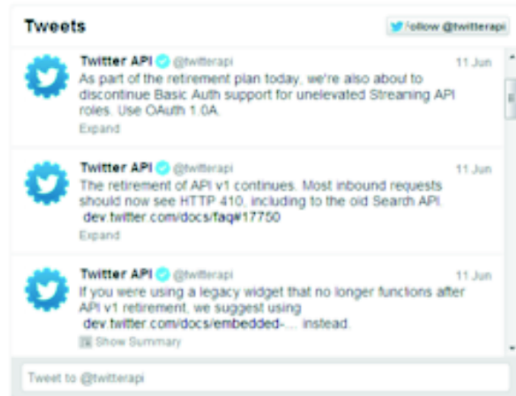 Tweets
Follow @twitterapi
Twitter API @twitterapi 11 Jun
As part of the retirement plan today, we're also about to
discontinue Basic Auth support for unelevated Streaming API
roles. Use OAuth 1.0A.
Expand
Twitter API @twitterapi 11 Jun
The retirement of API v1 continues. Most inbound requests
should now see HTTP 410, including to the old Search API.
dev.twitter.com/docs/faq#17750
Expand
Twitter API @twitterapi 11 Jun
If you were using a legacy widget that no longer functions after
API v1 retirement, we suggest using
dev.twitter.com/docs/embedded-... instead.
Show Summary
Tweet to @twitterapi